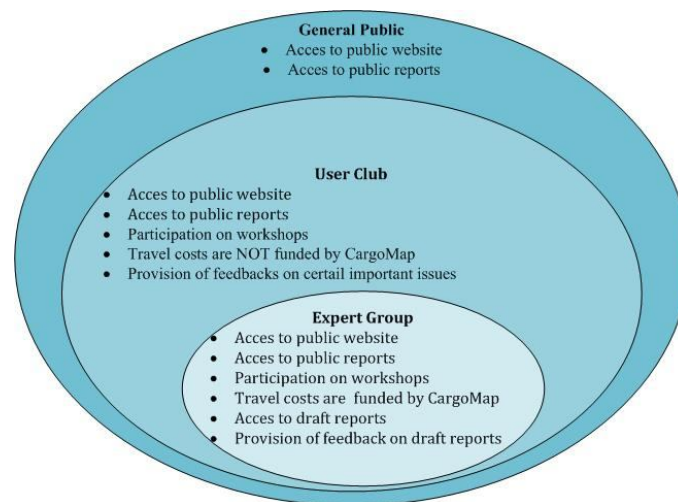 General Public
• Acces to public website
• Acces to public reports
User Club
• Acces to public website
• Acces to public reports
• Participation on workshops
• Travel costs are NOT funded by CargoMap
• Provision of feedbacks on certail important issues
Expert Group
• Acces to public website
• Acces to public reports
• Participation on workshops
• Travel costs are funded by CargoMap
• Acces to draft reports
• Provision of feedback on draft reports